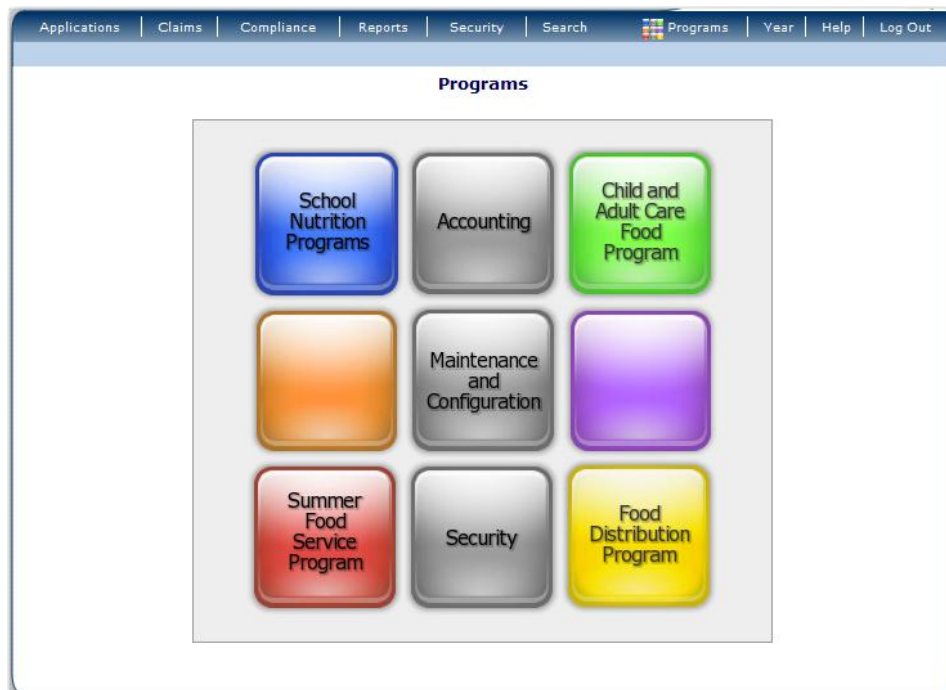 Applications Claims Compliance Reports Security Search Programs Year Help Log Out
Programs
School
Nutrition
Programs
Accounting
Child and
Adult Care
Food
Program
Maintenance
and
Configuration
Summer
Food
Service
Program
Security
Food
Distribution
Program